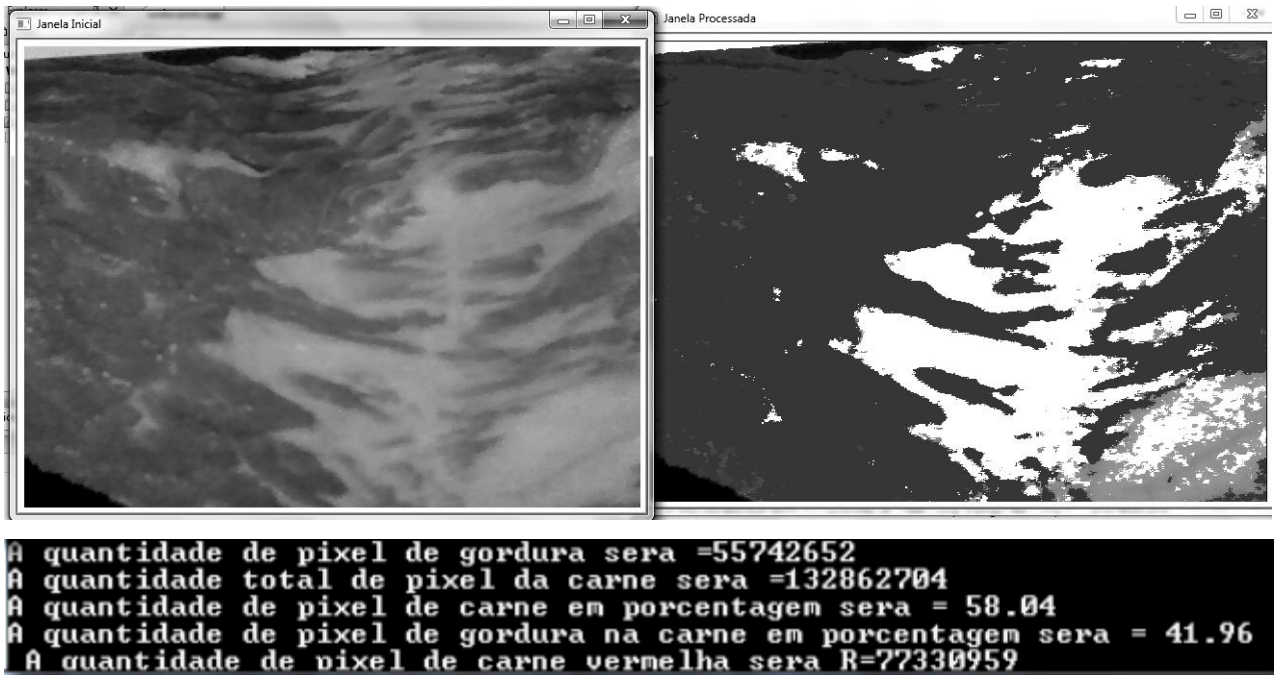 Janela Inicial
Janela Processada
A quantidade de pixel de gordura sera =55742652
A quantidade total de pixel da carne sera =132862704
A quantidade de pixel de carne em porcentagem sera = 58.04
A quantidade de pixel de gordura na carne em porcentagem sera = 41.96
A quantidade de pixel de carne vermelha sera R=77330959